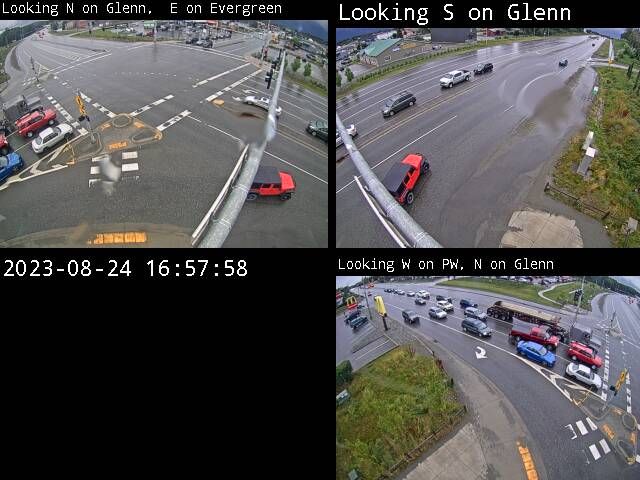 Looking N on Glenn,  E on Evergreen
Looking S on Glenn
2023-08-24 16:57:58
Looking W on PW, N on Glenn